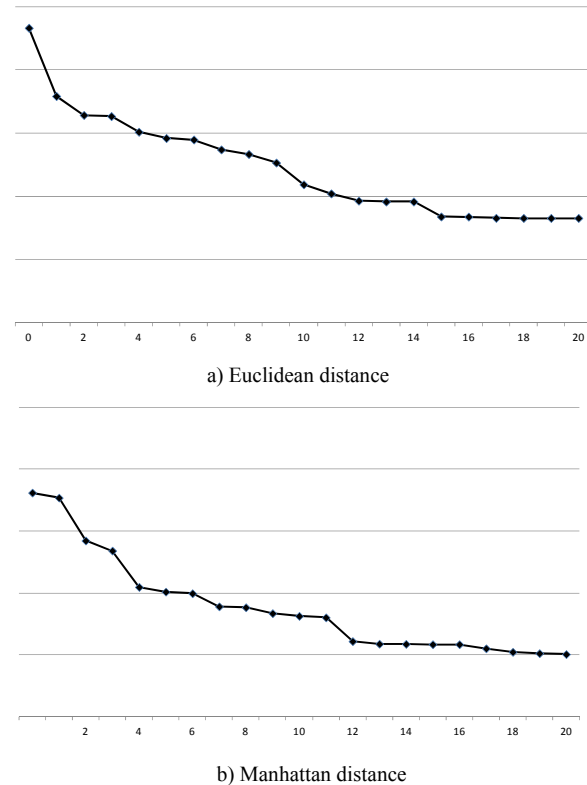 0 2 4 6 8 10 12 14 16 18 20
a) Euclidean distance
2 4 6 8 10 12 14 16 18 20
b) Manhattan distance